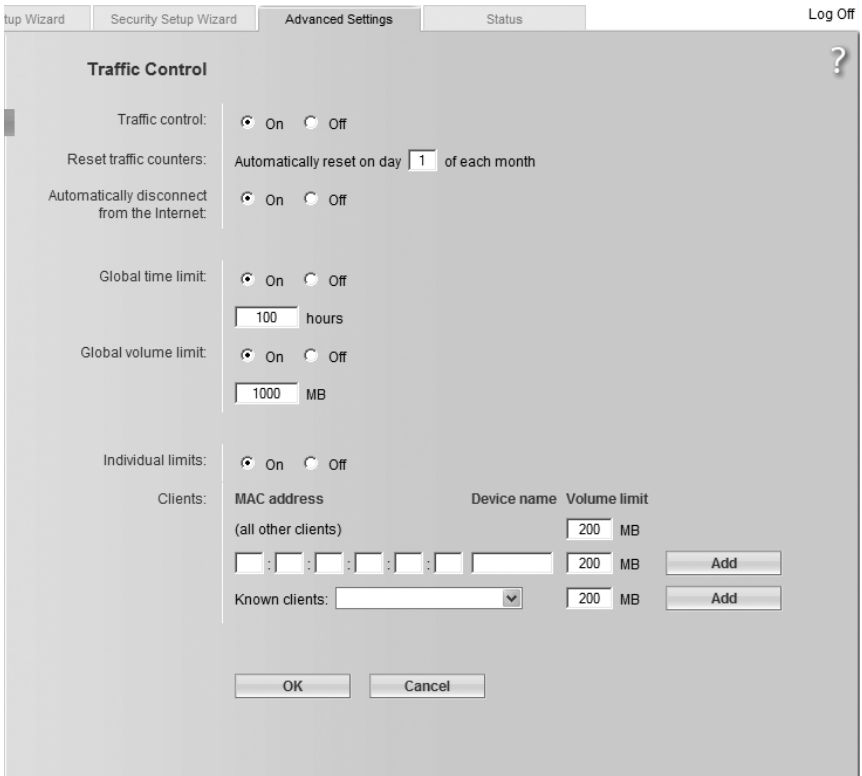 tup Wizard
Security Setup Wizard
Advanced Settings
Status
Log Off
?
Traffic Control
Traffic control: On Off
Reset traffic counters: Automatically reset on day 1 of each month
Automatically disconnect
from the Internet: On Off
Global time limit: On Off
100 hours
Global volume limit: On Off
1000 MB
Individual limits: On Off
Clients: MAC address Device name Volume limit
(all other clients) 200 MB
: : : : : 200 MB Add
Known clients: 200 MB Add
OK Cancel